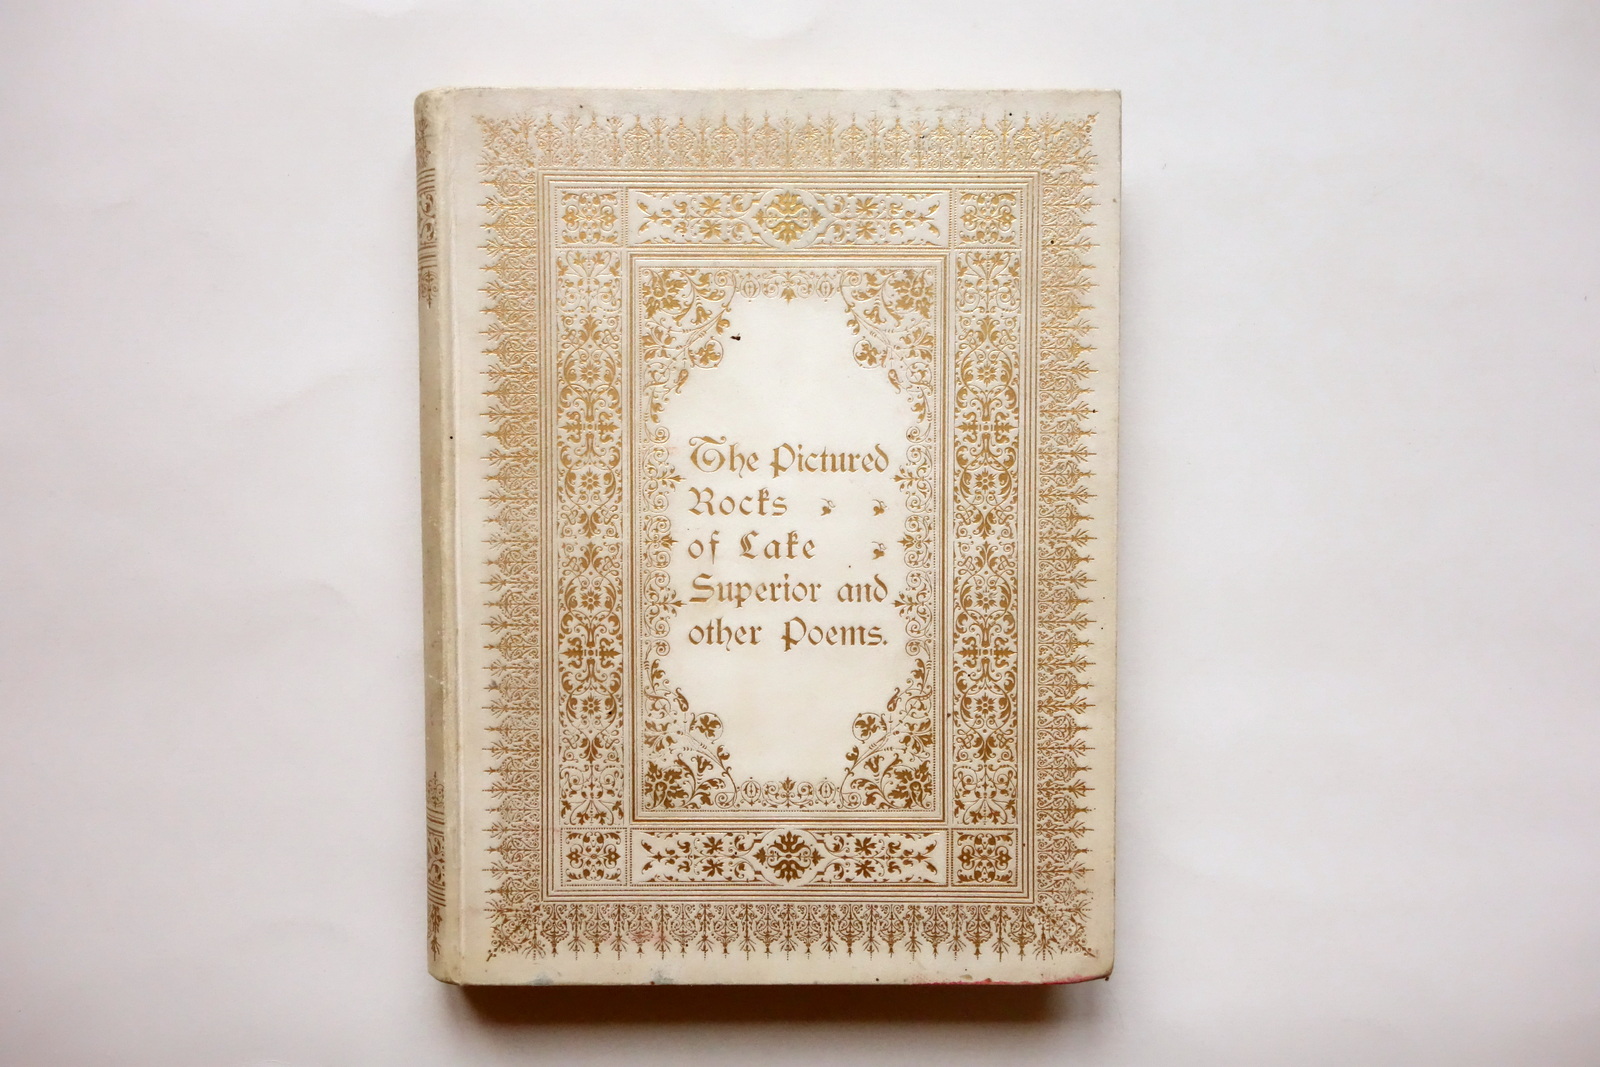 The Pictured
Rocks
of Lake
Superior and
other Poems.